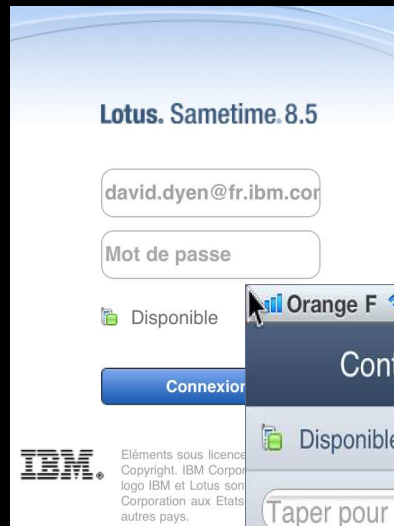 Lotus. Sametime. 8.5
david.dyen@fr.ibm.cor
Mot de passe
Disponible
Connexion
Orange F
Cont
Disponible
Taper pour
IBM.
Eléments sous licence
Copyright. IBM Corpor
logo IBM et Lotus son
Corporation aux Etats
autres pays.